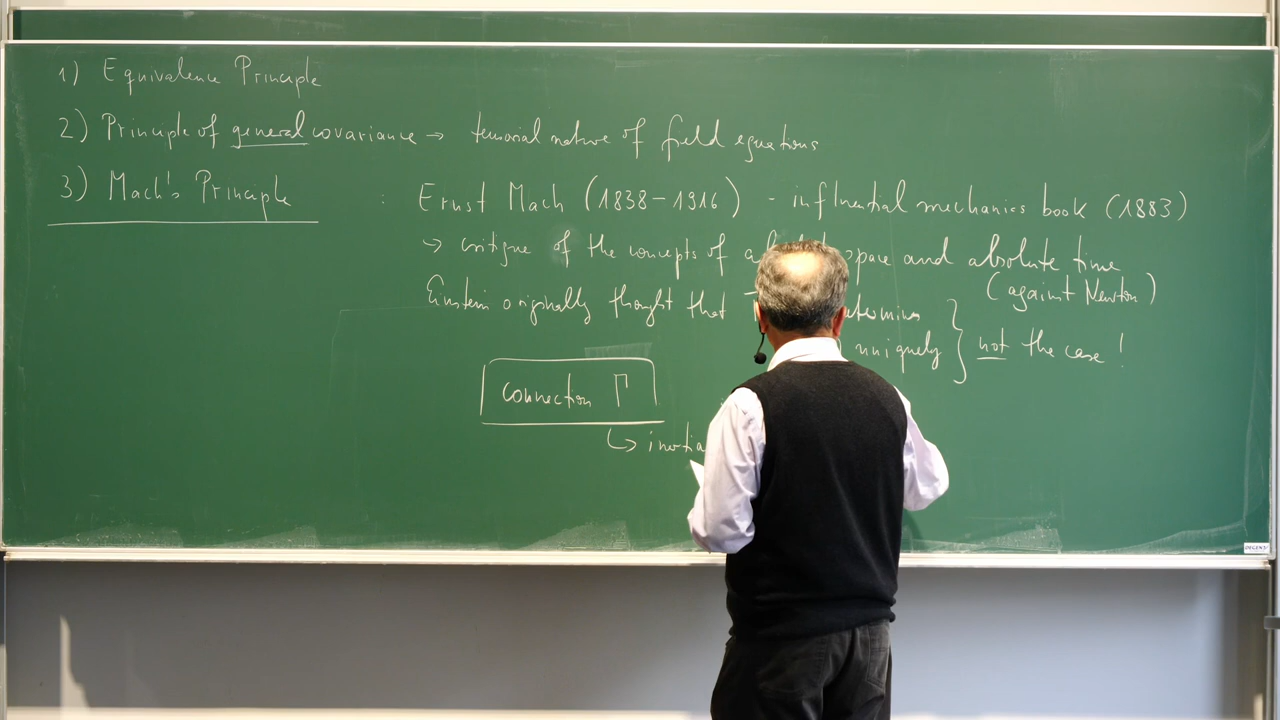 1) Equivalence Principle
2) Principle of general covariance → tensorial nature of field equations
3) Mach's Principle : Ernst Mach (1838-1916) - influential mechanics book (1883)
↳ critique of the concepts of space and absolute time
(against Newton)
Einstein originally thought that
uniquely } not the case!
connection Γ
↳ inertia